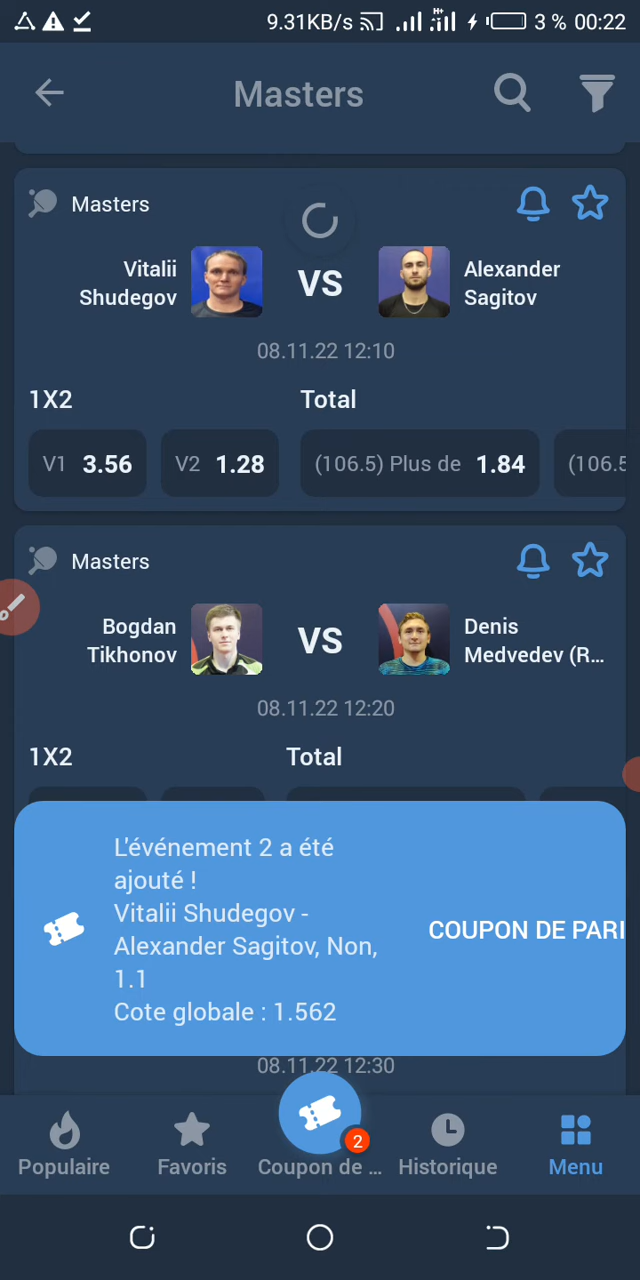 9.31KB/s H+ 3 % 00:22
Masters
Masters
Vitalii
Shudegov
VS
Alexander
Sagitov
08.11.22 12:10
1X2 Total
V1 3.56 V2 1.28 (106.5) Plus de 1.84 (106.5
Masters
Bogdan
Tikhonov
VS
Denis
Medvedev (R...
08.11.22 12:20
1X2 Total
L'événement 2 a été
ajouté !
Vitalii Shudegov -
Alexander Sagitov, Non,
1.1
Cote globale : 1.562
COUPON DE PARI
08.11.22 12:30
2
Populaire Favoris Coupon de ... Historique Menu